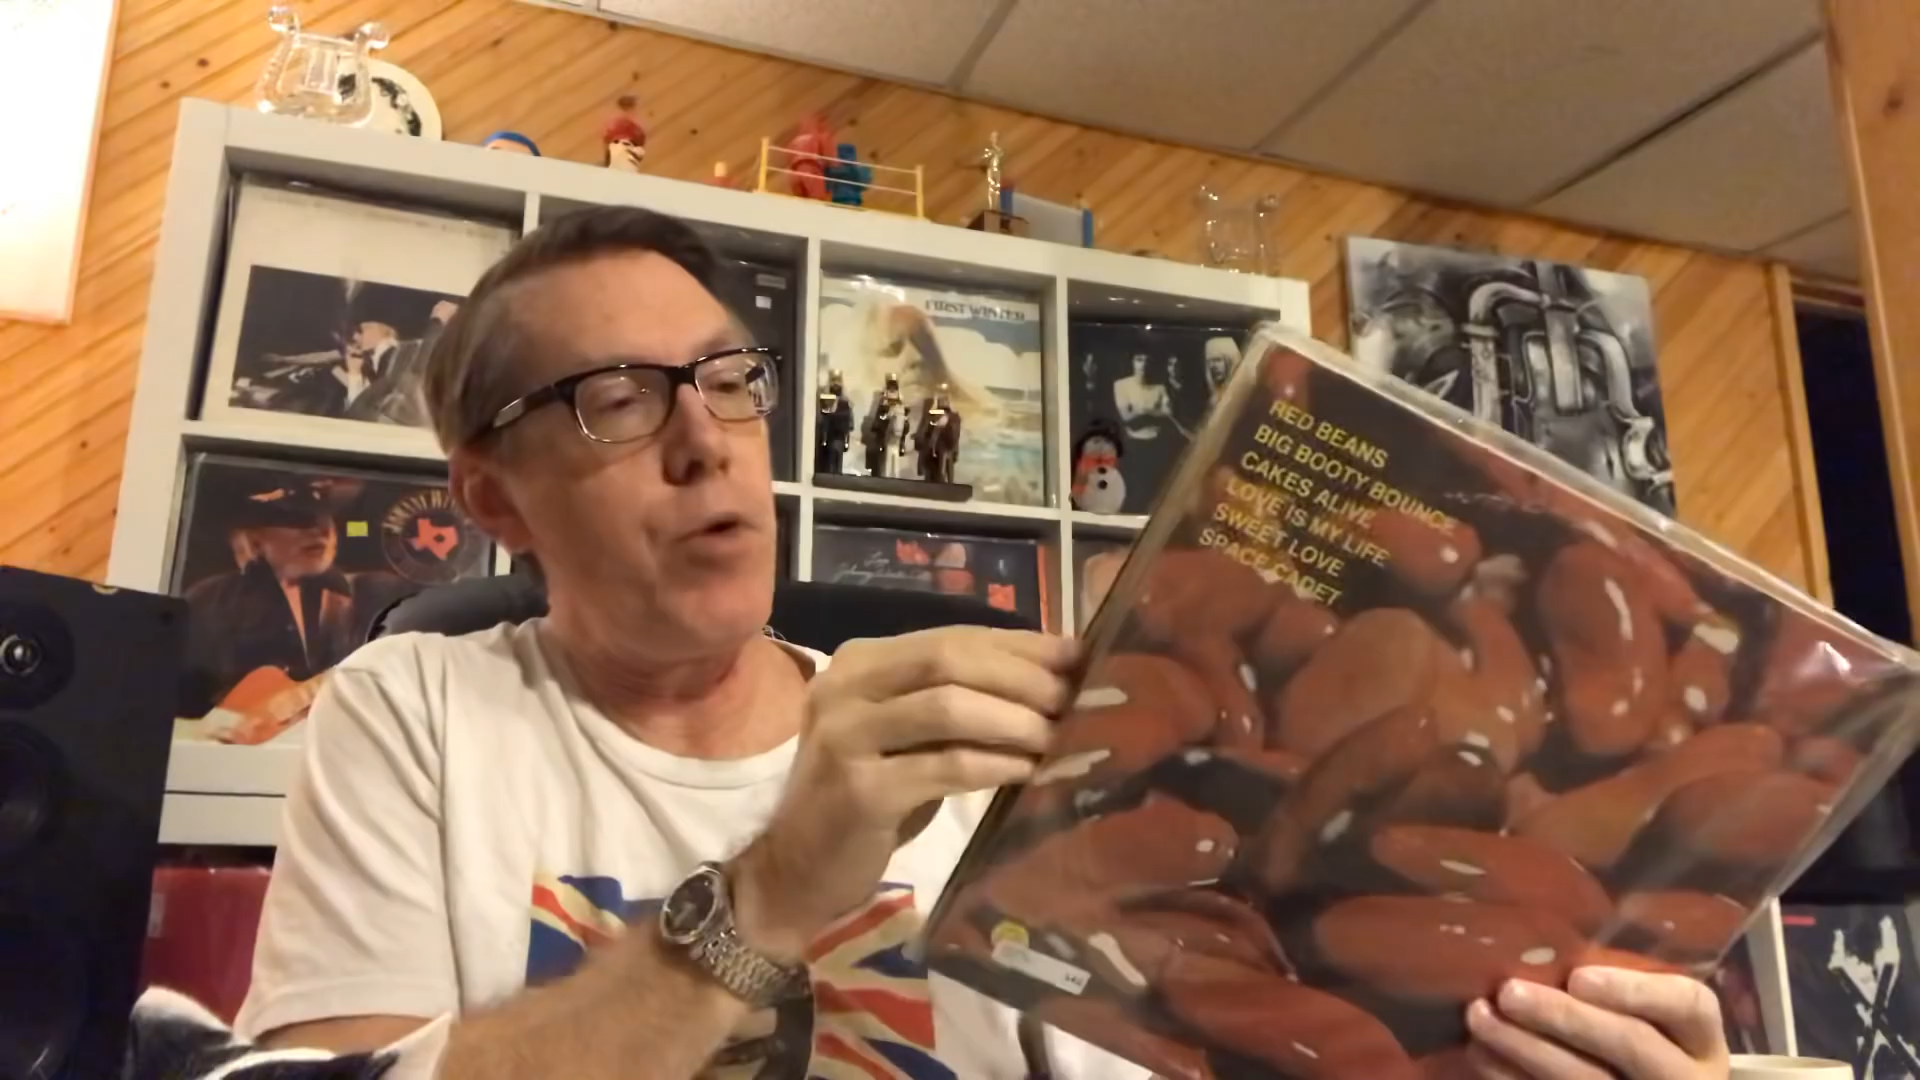 FIRST WINTER
RED BEANS
BIG BOOTY BOUNCE
CAKES ALIVE
LOVE IS MY LIFE
SWEET LOVE
SPACE CADET